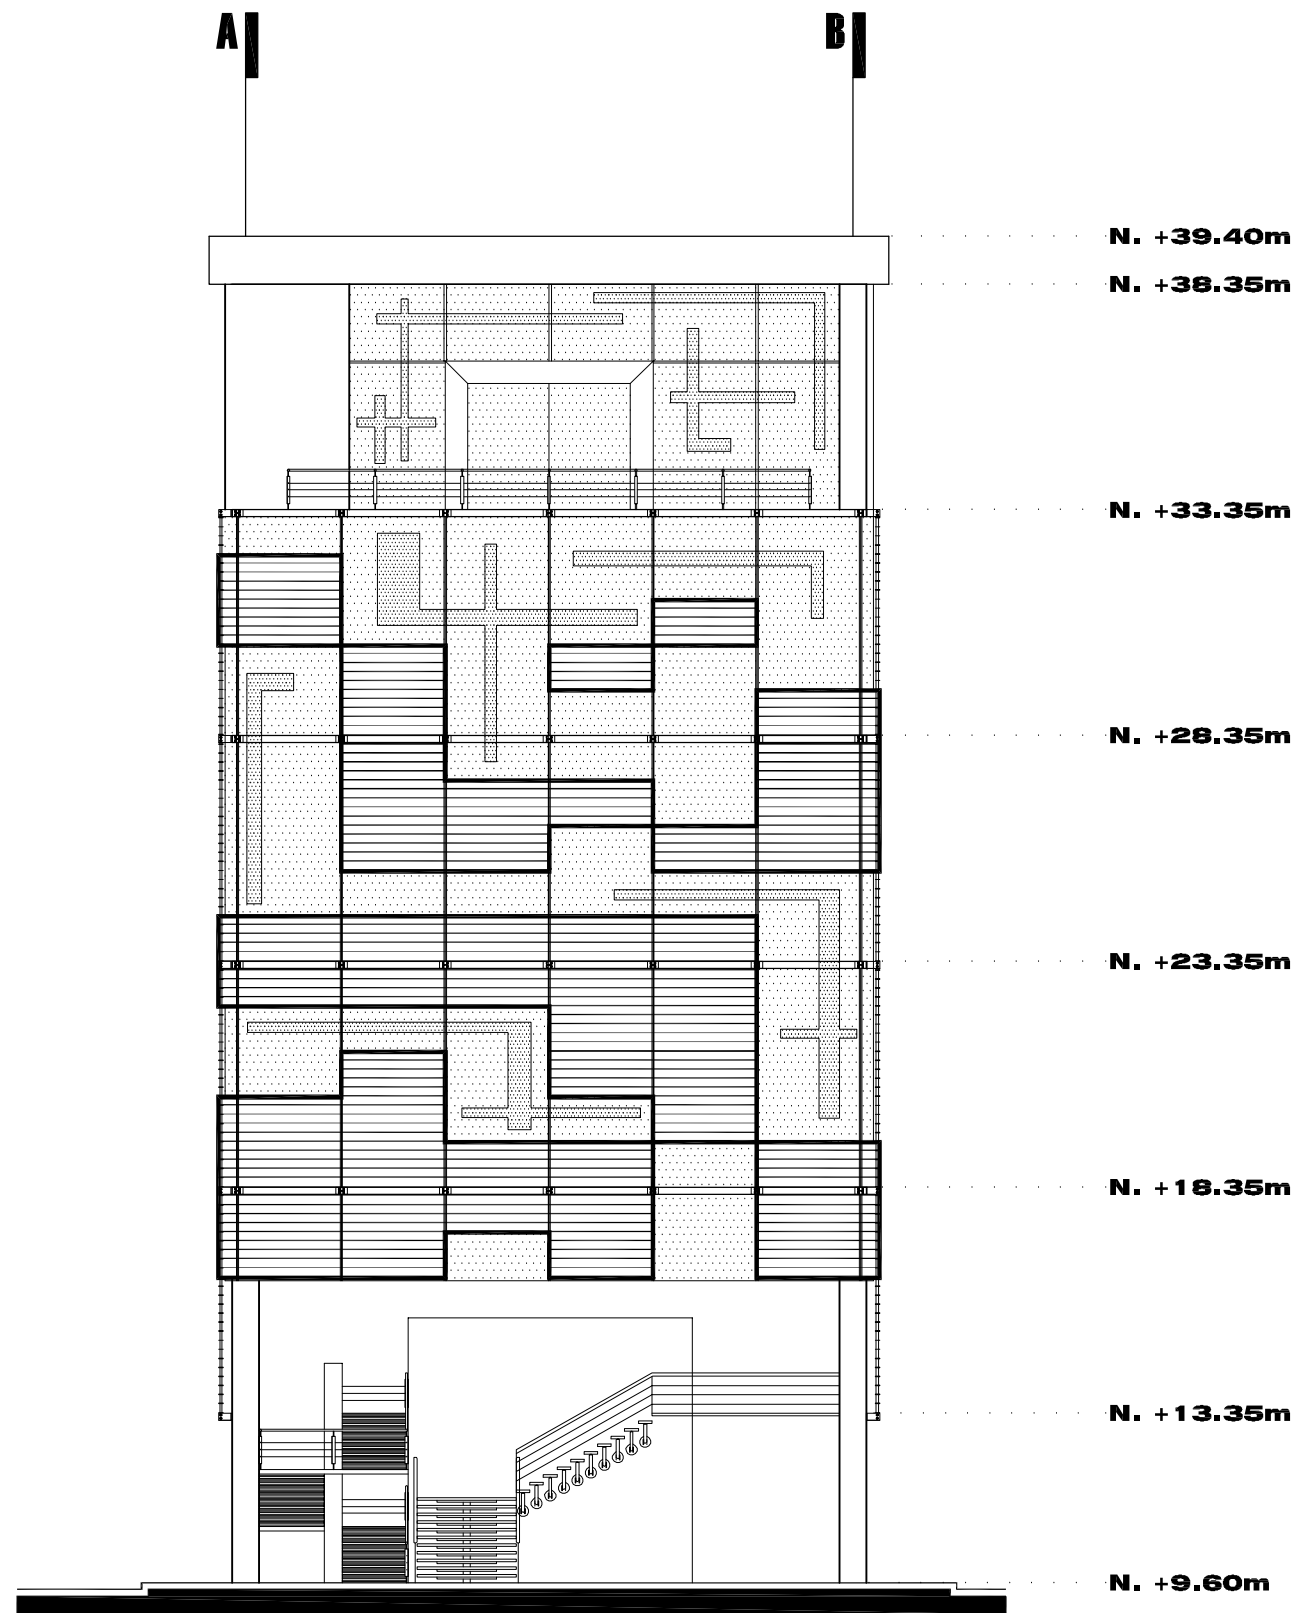 A B
N. +39.40m
N. +38.35m
N. +33.35m
N. +28.35m
N. +23.35m
N. +18.35m
N. +13.35m
N. +9.60m